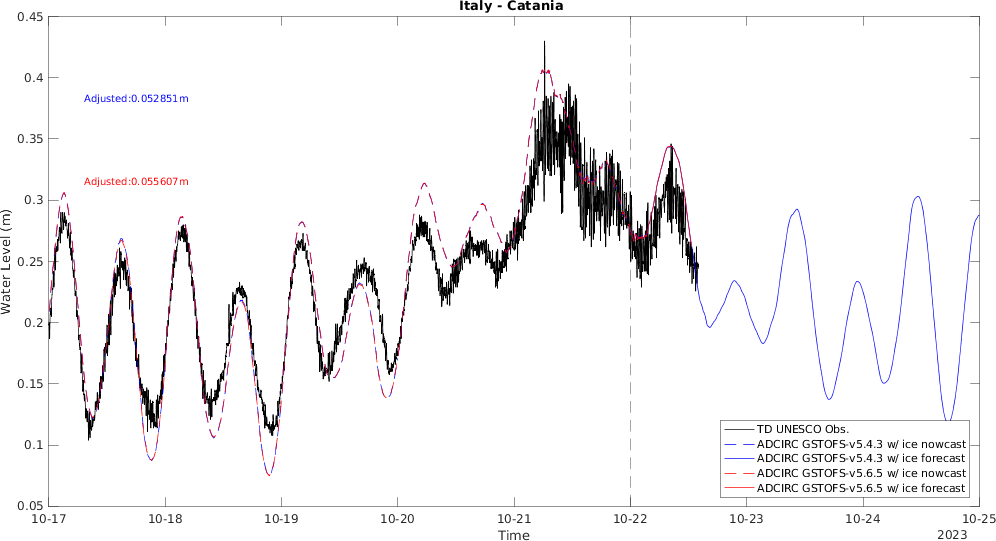 Italy - Catania
0.45
0.4
0.35
0.3
0.25
0.2
0.15
0.1
0.05
Water Level (m)
Adjusted:0.052851m
Adjusted:0.055607m
TD UNESCO Obs.
ADCIRC GSTOFS-v5.4.3 w/ ice nowcast
ADCIRC GSTOFS-v5.4.3 w/ ice forecast
ADCIRC GSTOFS-v5.6.5 w/ ice nowcast
ADCIRC GSTOFS-v5.6.5 w/ ice forecast
10-17 10-18 10-19 10-20 10-21 10-22 10-23 10-24 10-25
Time
2023